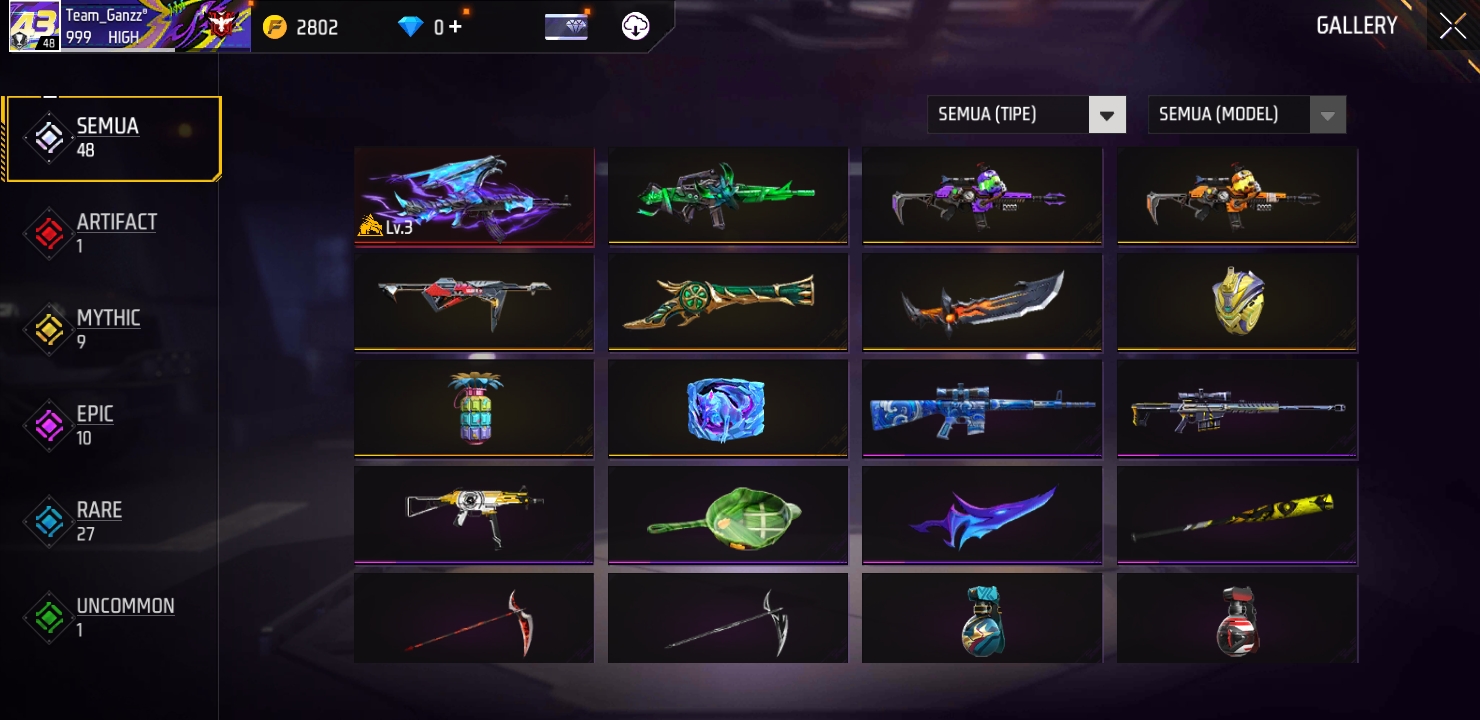 Team_Ganzz°
48
999 HIGH
2802
0 +
GALLERY
SEMUA
48
ARTIFACT
1
MYTHIC
9
EPIC
10
RARE
27
UNCOMMON
1
SEMUA (TIPE)
SEMUA (MODEL)
Lv.3